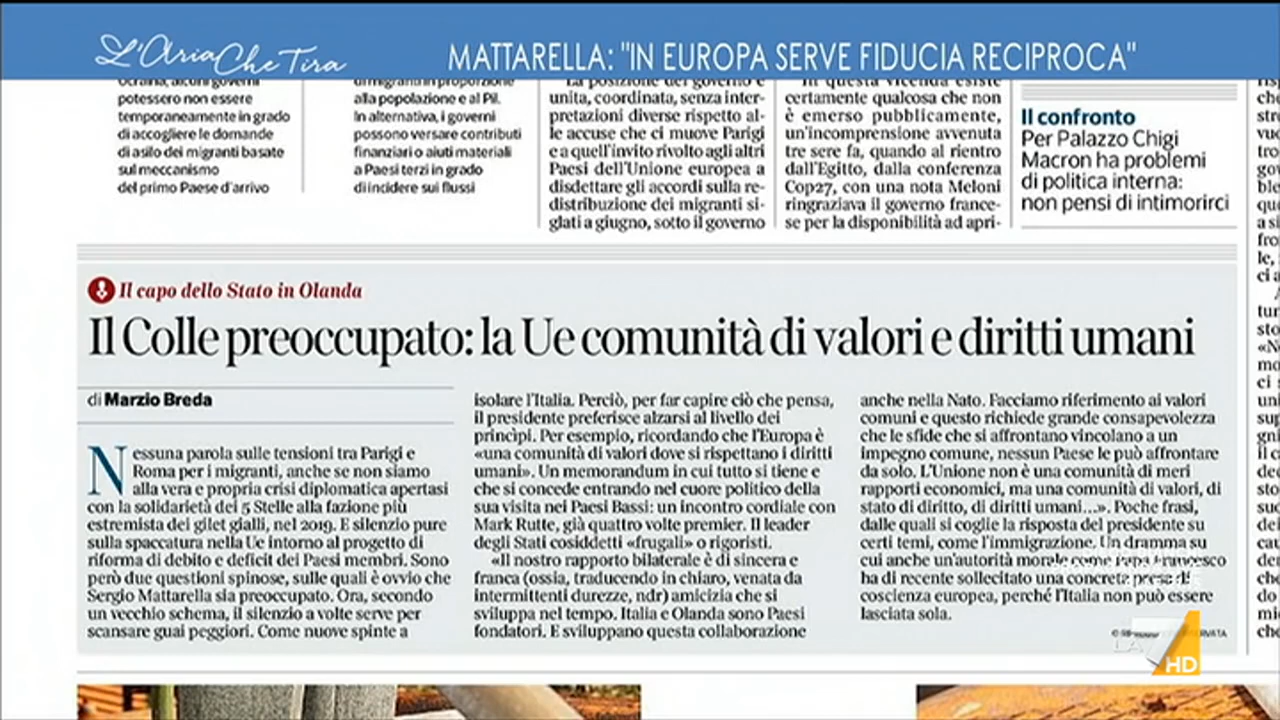 L'Aria Che Tira
MATTARELLA: "IN EUROPA SERVE FIDUCIA RECIPROCA"
potessero non essere
temporaneamente in grado
di accogliere le domande
di asilo dei migranti basate
sul meccanismo
del primo Paese d'arrivo
di migranti in proporzione
alla popolazione e al Pil.
In alternativa, i governi
possono versare contributi
finanziari o aiuti materiali
a Paesi terzi in grado
di incidere sui flussi
La posizione del governo è
unita, coordinata, senza inter-
pretazioni diverse rispetto al-
le accuse che ci muove Parigi
e a quell'invito rivolto agli altri
Paesi dell'Unione europea a
disdettare gli accordi sulla re-
distribuzione dei migranti si-
glati a giugno, sotto il governo
In questa vicenda esiste
certamente qualcosa che non
è emerso pubblicamente,
un'incomprensione avvenuta
tre sere fa, quando al rientro
dall'Egitto, dalla conferenza
Cop27, con una nota Meloni
ringraziava il governo france-
se per la disponibilità ad apri-
Il confronto
Per Palazzo Chigi
Macron ha problemi
di politica interna:
non pensi di intimorirci
Il capo dello Stato in Olanda
Il Colle preoccupato: la Ue comunità di valori e diritti umani
di Marzio Breda
Nessuna parola sulle tensioni tra Parigi e
Roma per i migranti, anche se non siamo
alla vera e propria crisi diplomatica apertasi
con la solidarietà dei 5 Stelle alla fazione più
estremista dei gilet gialli, nel 2019. E silenzio pure
sulla spaccatura nella Ue intorno al progetto di
riforma di debito e deficit dei Paesi membri. Sono
però due questioni spinose, sulle quali è ovvio che
Sergio Mattarella sia preoccupato. Ora, secondo
un vecchio schema, il silenzio a volte serve per
scansare guai peggiori. Come nuove spinte a
isolare l'Italia. Perciò, per far capire ciò che pensa,
il presidente preferisce alzarsi al livello dei
princìpi. Per esempio, ricordando che l'Europa è
«una comunità di valori dove si rispettano i diritti
umani». Un memorandum in cui tutto si tiene e
che si concede entrando nel cuore politico della
sua visita nei Paesi Bassi: un incontro cordiale con
Mark Rutte, già quattro volte premier. Il leader
degli Stati cosiddetti «frugali» o rigoristi.
«Il nostro rapporto bilaterale è di sincera e
franca (ossia, traducendo in chiaro, venata da
intermittenti durezze, ndr) amicizia che si
sviluppa nel tempo. Italia e Olanda sono Paesi
fondatori. E sviluppano questa collaborazione
anche nella Nato. Facciamo riferimento ai valori
comuni e questo richiede grande consapevolezza
che le sfide che si affrontano vincolano a un
impegno comune, nessun Paese le può affrontare
da solo. L'Unione non è una comunità di meri
rapporti economici, ma una comunità di valori, di
stato di diritto, di diritti umani...». Poche frasi,
dalle quali si coglie la risposta del presidente su
certi temi, come l'immigrazione. Un dramma su
cui anche un'autorità morale come papa Francesco
ha di recente sollecitato una concreta presa di
coscienza europea, perché l'Italia non può essere
lasciata sola.
LA7
HD